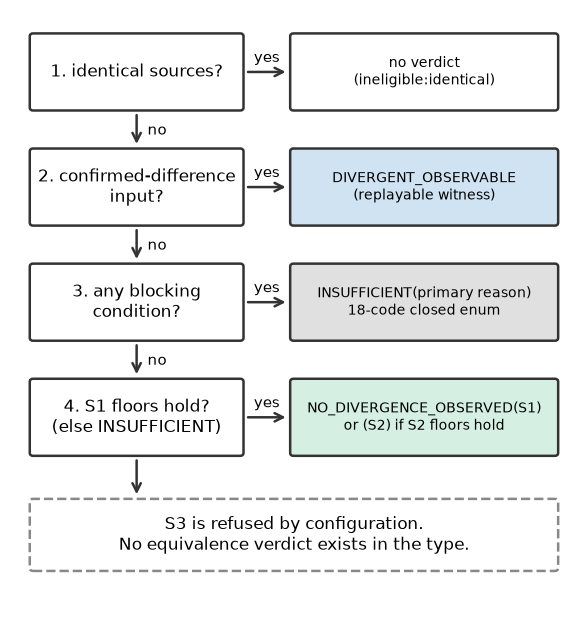 1. identical sources?
yes
no verdict
(ineligible:identical)
no
2. confirmed-difference
input?
yes
DIVERGENT_OBSERVABLE
(replayable witness)
no
3. any blocking
condition?
yes
INSUFFICIENT(primary reason)
18-code closed enum
no
4. S1 floors hold?
(else INSUFFICIENT)
yes
NO_DIVERGENCE_OBSERVED(S1)
or (S2) if S2 floors hold
S3 is refused by configuration.
No equivalence verdict exists in the type.